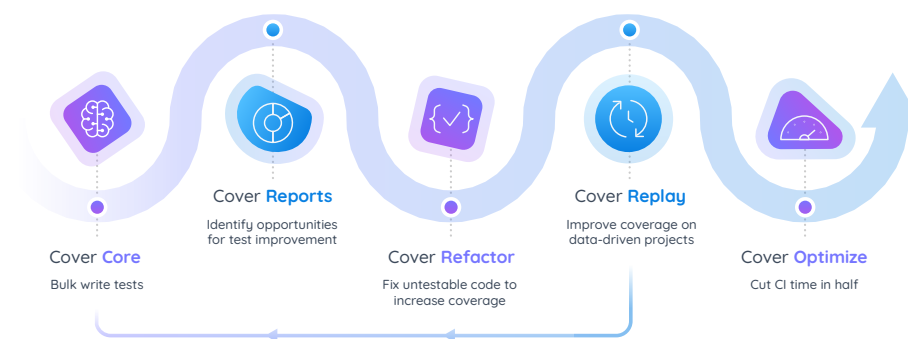 Cover Core
Bulk write tests
Cover Reports
Identify opportunities
for test improvement
Cover Refactor
Fix untestable code to
increase coverage
Cover Replay
Improve coverage on
data-driven projects
Cover Optimize
Cut CI time in half